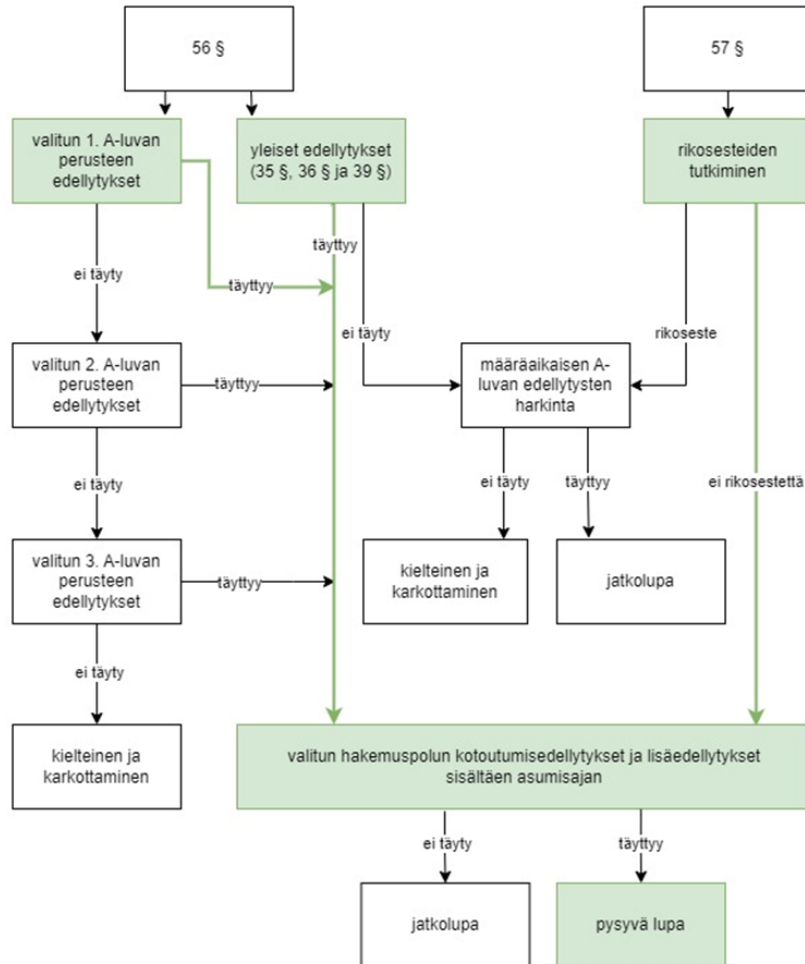 56 §
57 §
valitun 1. A-luvan
perusteen
edellytykset
yleiset edellytykset
(35 §, 36 § ja 39 §)
rikosesteiden
tutkiminen
täyttyy
ei täyty
täyttyy
ei täyty
rikoseste
valitun 2. A-luvan
perusteen
edellytykset
täyttyy
määräaikaisen A-
luvan edellytysten
harkinta
ei täyty
ei täyty
täyttyy
ei rikosestettä
valitun 3. A-luvan
perusteen
edellytykset
täyttyy
kielteinen ja
karkottaminen
jatkolupa
ei täyty
kielteinen ja
karkottaminen
valitun hakemuspolun kotoutumisedellytykset ja lisäedellytykset
sisältäen asumisajan
ei täyty
täyttyy
jatkolupa
pysyvä lupa